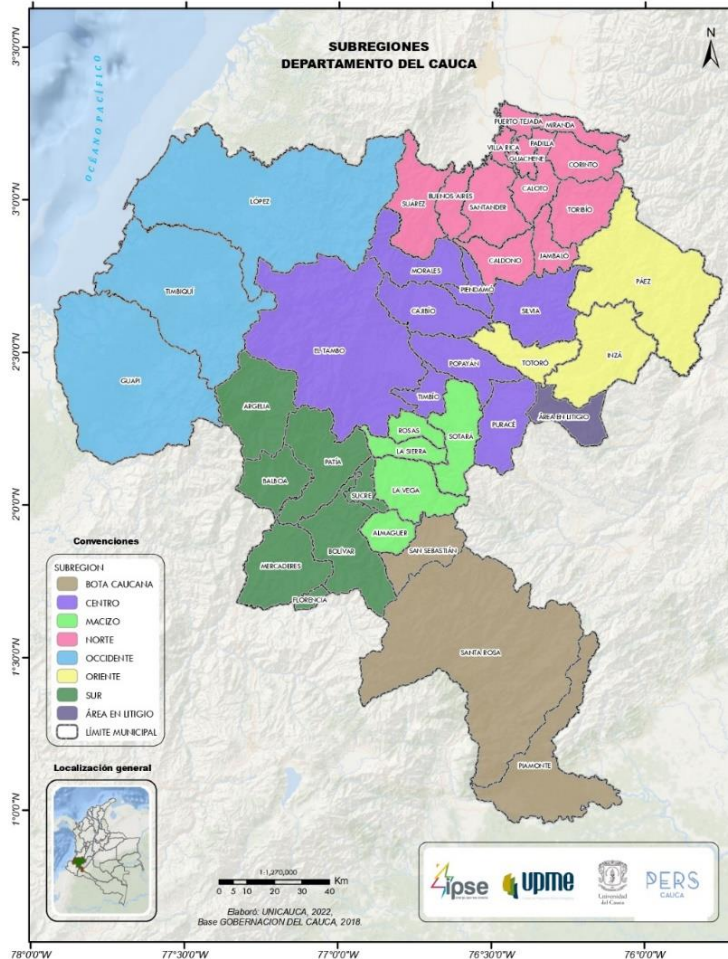 SUBREGIONES
DEPARTAMENTO DEL CAUCA
N
OCÉANO PACÍFICO
3°30'0"N
3°0'0"N
2°30'0"N
2°0'0"N
1°30'0"N
1°0'0"N
PUERTO TEJADA
MIRANDA
VILLA RICA
PADILLA
GUACHENÉ
CORINTO
LÓPEZ
SUAREZ
BUENOS AIRES
SANTANDER
CALOTO
TORIBÍO
CALDONO
JAMBALÓ
MORALES
PIENDAMÓ
PÁEZ
TIMBIQUÍ
CAJIBÍO
SILVIA
EL TAMBO
POPAYÁN
TOTORÓ
INZÁ
GUAPI
TIMBÍO
ARGELIA
PURACÉ
ÁREA EN LITIGIO
ROSAS
SOTARA
LA SIERRA
PATÍA
BALBOA
SUCRE
LA VEGA
ALMAGUER
BOLÍVAR
SAN SEBASTIÁN
MERCADERES
FLORENCIA
SANTA ROSA
PIAMONTE
Convenciones
SUBREGION
BOTA CAUCANA
CENTRO
MACIZO
NORTE
OCCIDENTE
ORIENTE
SUR
ÁREA EN LITIGIO
LÍMITE MUNICIPAL
Localización general
1:1,270,000
0 5 10 20 30 40 Km
Elaboró: UNICAUCA, 2022,
Base GOBERNACION DEL CAUCA, 2018.
ipse
upme
Universidad
del Cauca
PERS
CAUCA
78°0'0"W
77°30'0"W
77°0'0"W
76°30'0"W
76°0'0"W